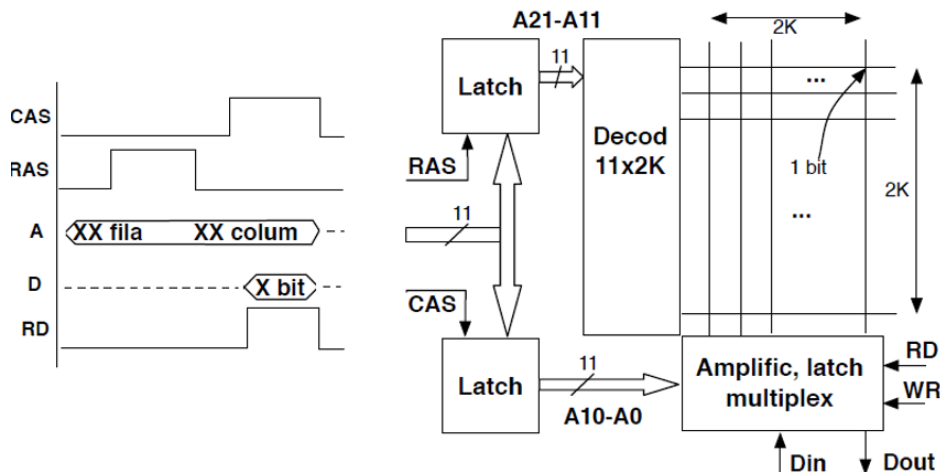 CAS
RAS
A
XX fila
XX colum
D
X bit
RD
A21-A11
2K
Latch
11
Decod
11x2K
...
1 bit
2K
RAS
11
...
CAS
Latch
11
A10-A0
Amplific, latch
multiplex
RD
WR
Din
Dout